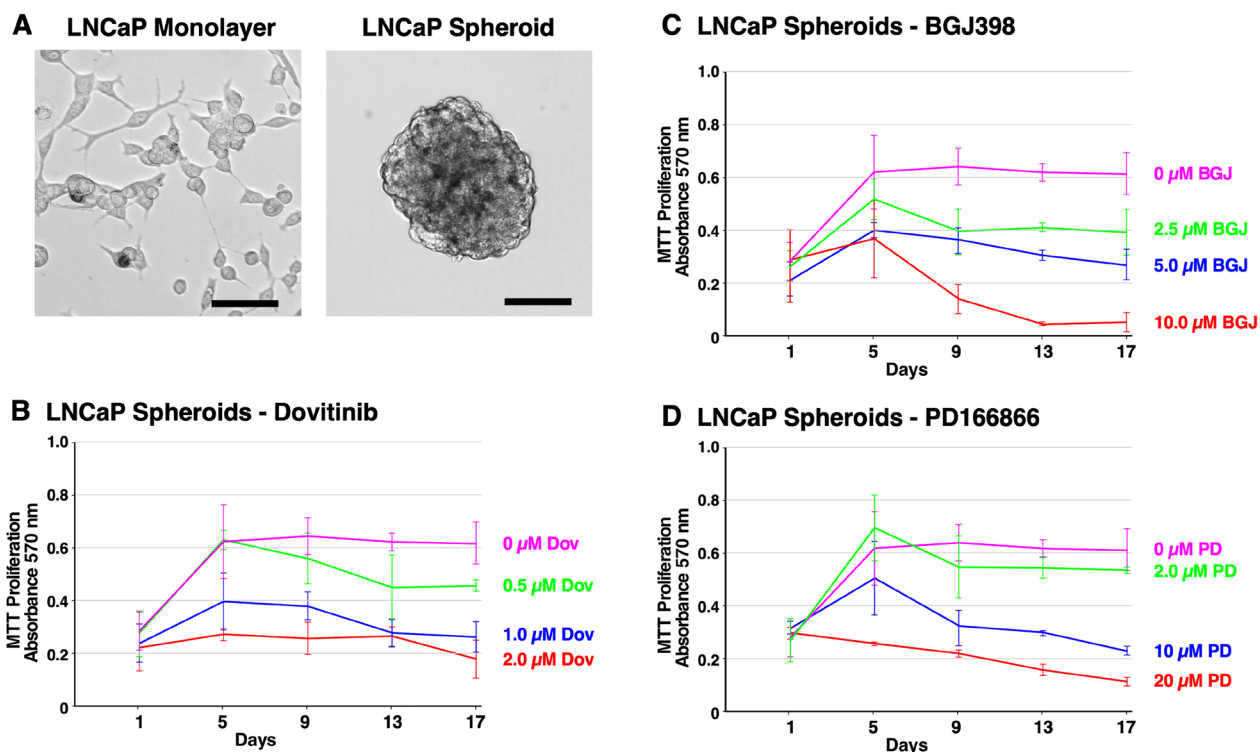 A LNCaP Monolayer
LNCaP Spheroid
B LNCaP Spheroids - Dovitinib
MTT Proliferation
Absorbance 570 nm
1.0
0.8
0.6
0.4
0.2
0
1 5 9 13 17
Days
0 µM Dov
0.5 µM Dov
1.0 µM Dov
2.0 µM Dov
C LNCaP Spheroids - BGJ398
MTT Proliferation
Absorbance 570 nm
1.0
0.8
0.6
0.4
0.2
0
1 5 9 13 17
Days
0 µM BGJ
2.5 µM BGJ
5.0 µM BGJ
10.0 µM BGJ
D LNCaP Spheroids - PD166866
MTT Proliferation
Absorbance 570 nm
1.0
0.8
0.6
0.4
0.2
0
1 5 9 13 17
Days
0 µM PD
2.0 µM PD
10 µM PD
20 µM PD